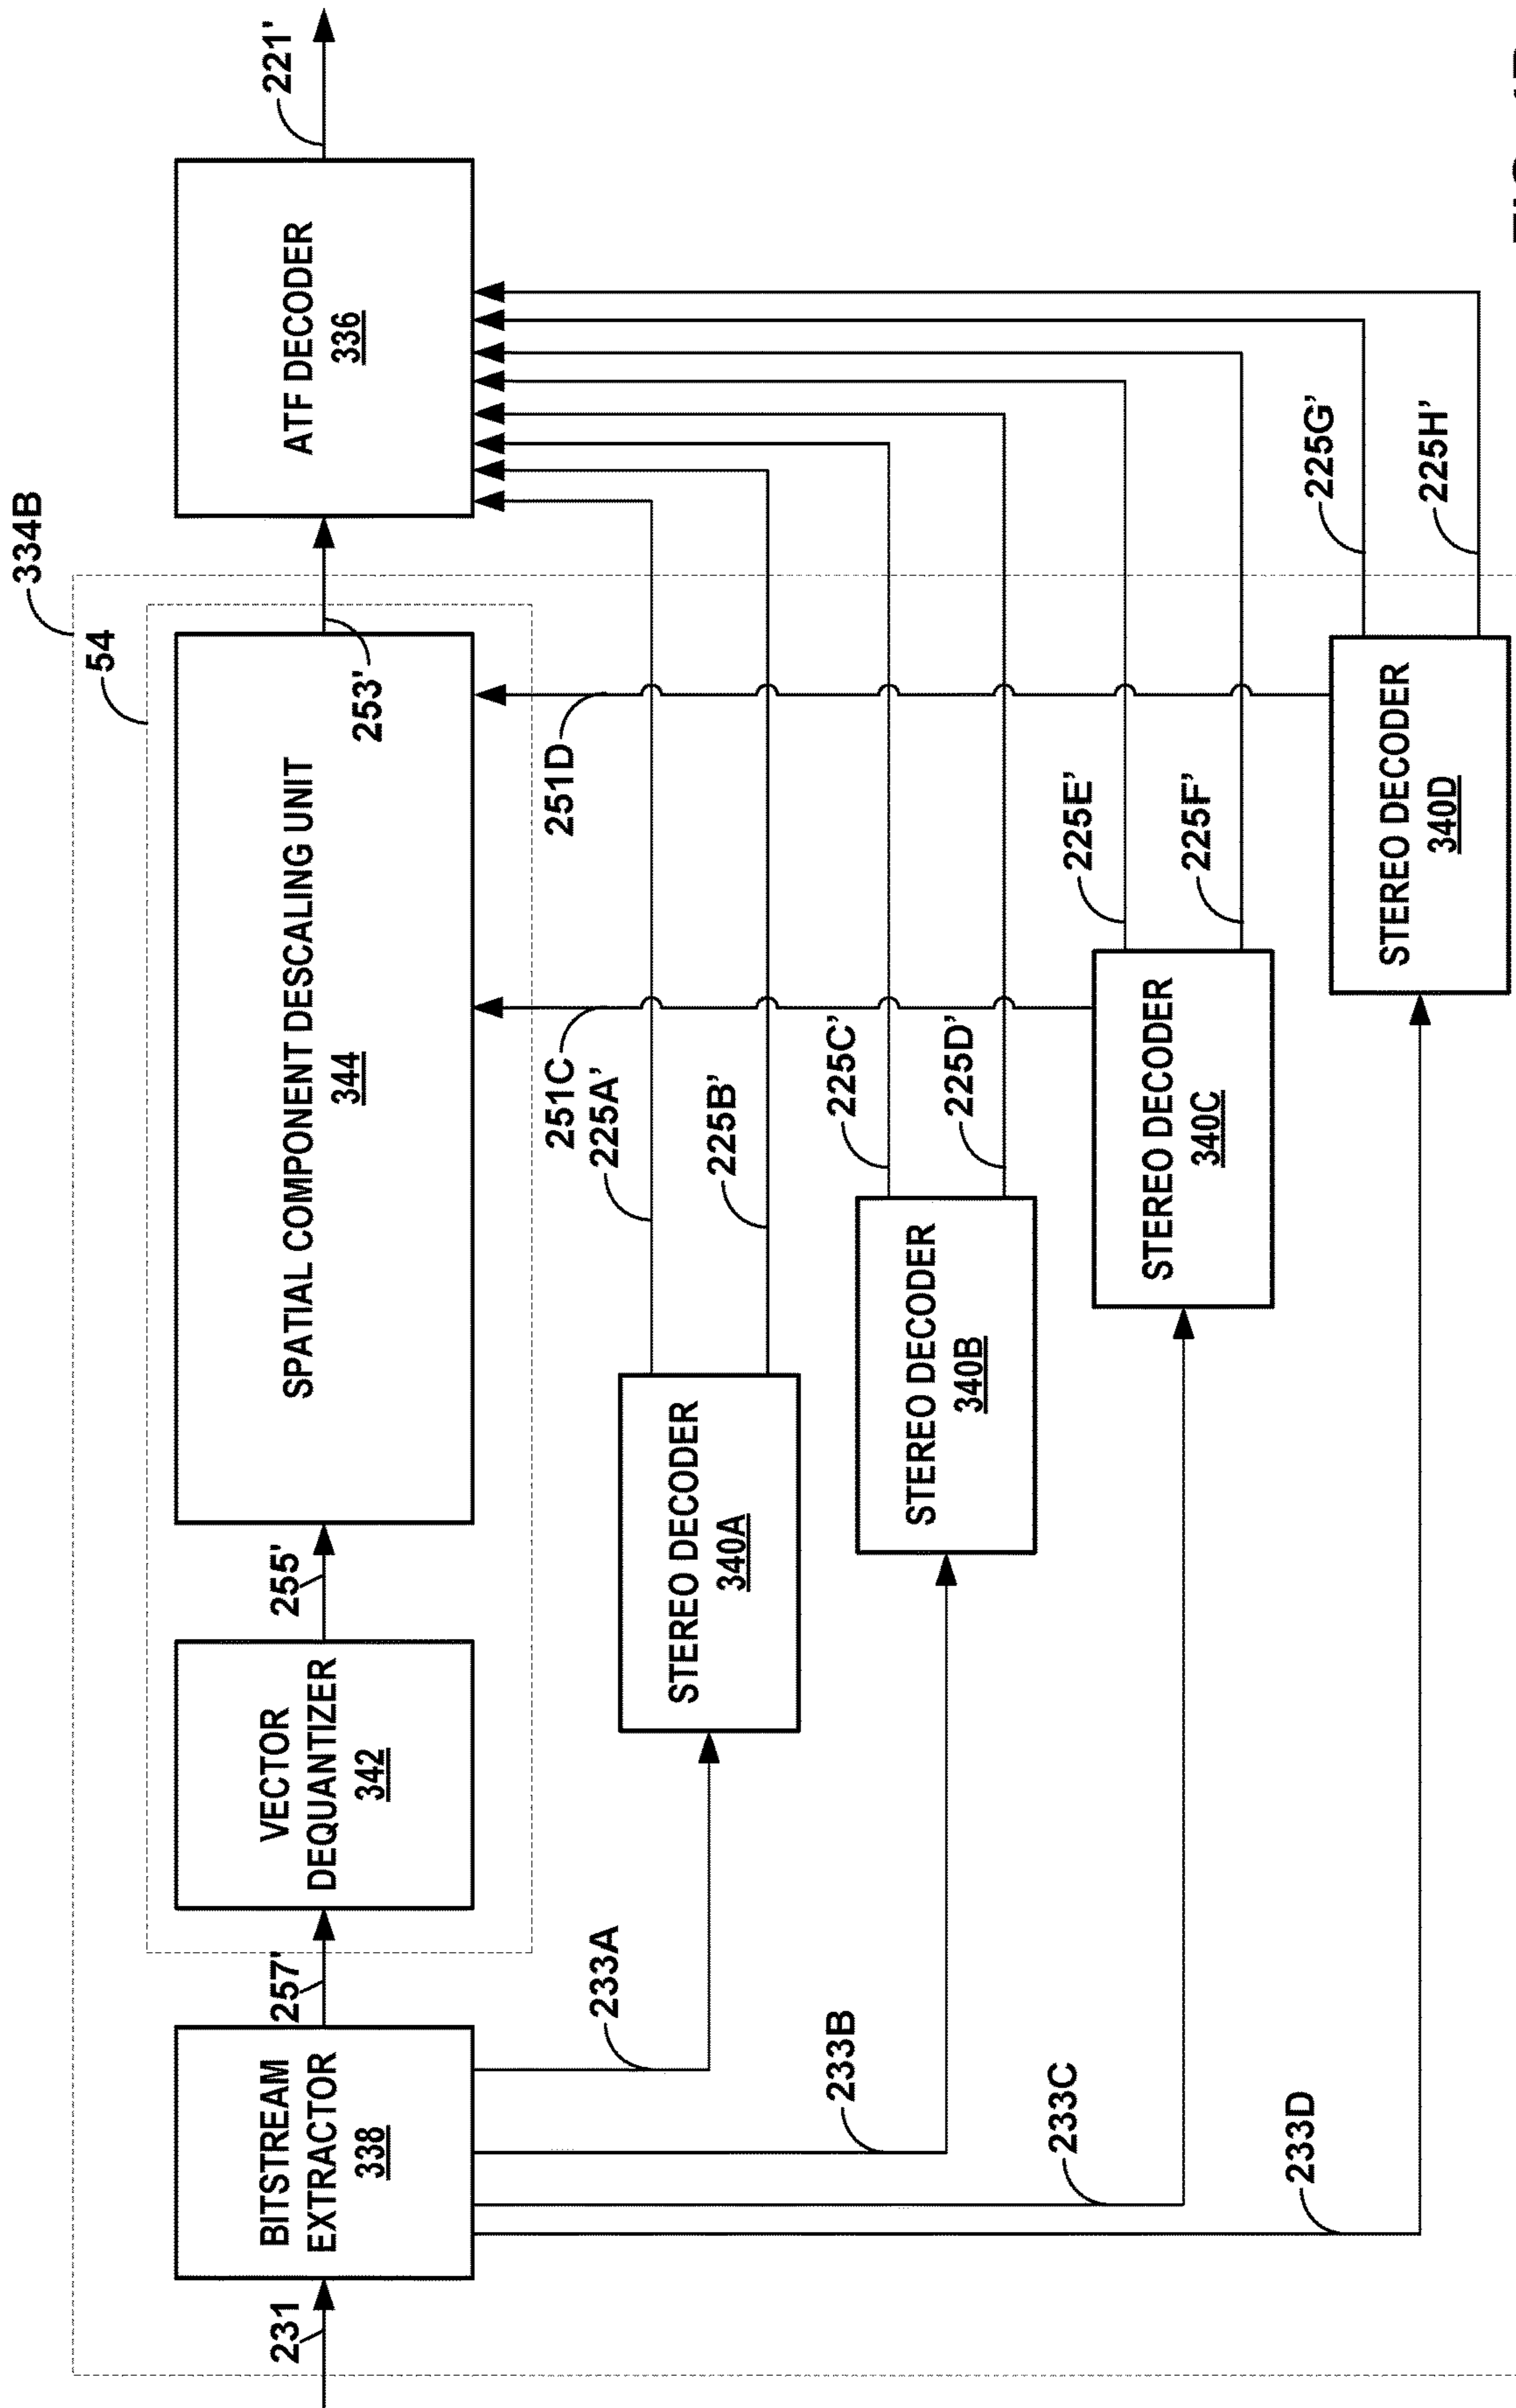 334B
54
231
BITSTREAM
EXTRACTOR
338
257'
VECTOR
DEQUANTIZER
342
255'
SPATIAL COMPONENT DESCALING UNIT
344
253'
ATF DECODER
336
221'
233A
STEREO DECODER
340A
251C
225A'
225B'
251D
233B
STEREO DECODER
340B
225C'
225D'
233C
STEREO DECODER
340C
225E'
225F'
233D
STEREO DECODER
340D
225G'
225H'